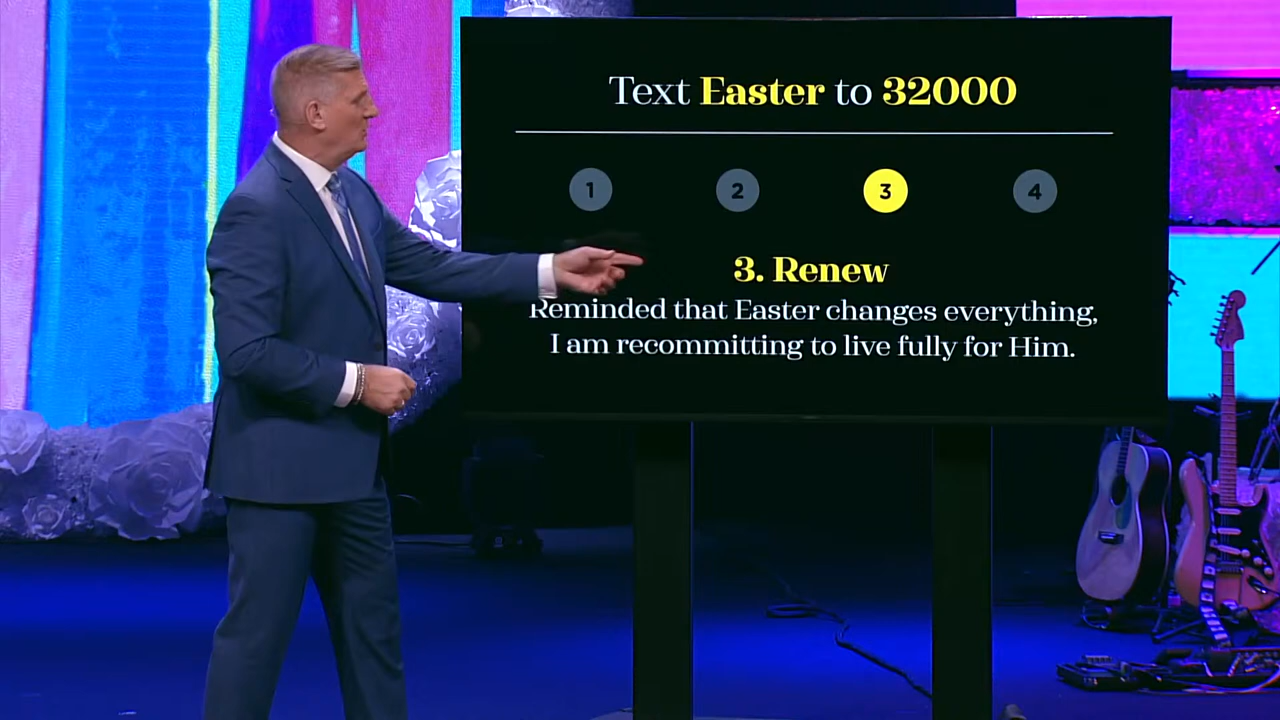 Text Easter to 32000
1 2 3 4
3. Renew
Reminded that Easter changes everything,
I am recommitting to live fully for Him.